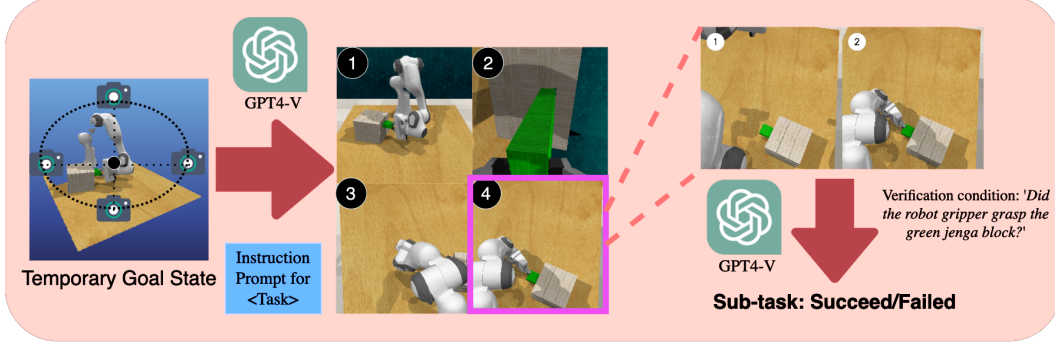 GPT4-V
Temporary Goal State
Instruction
Prompt for
<Task>
1
2
3
4
1
2
GPT4-V
Verification condition: 'Did
the robot gripper grasp the
green jenga block?'
Sub-task: Succeed/Failed